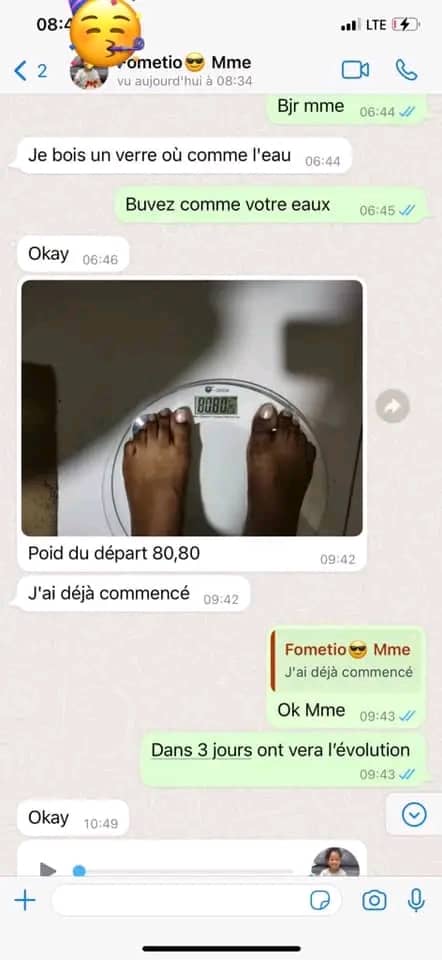 08:4
LTE
2
Fometio😎 Mme
vu aujourd'hui à 08:34
Bjr mme 06:44
Je bois un verre où comme l'eau 06:44
Buvez comme votre eaux 06:45
Okay 06:46
8080
Poid du départ 80,80
09:42
J'ai déjà commencé 09:42
Fometio😎 Mme
J'ai déjà commencé
Ok Mme 09:43
Dans 3 jours ont vera l'évolution
09:43
Okay 10:49